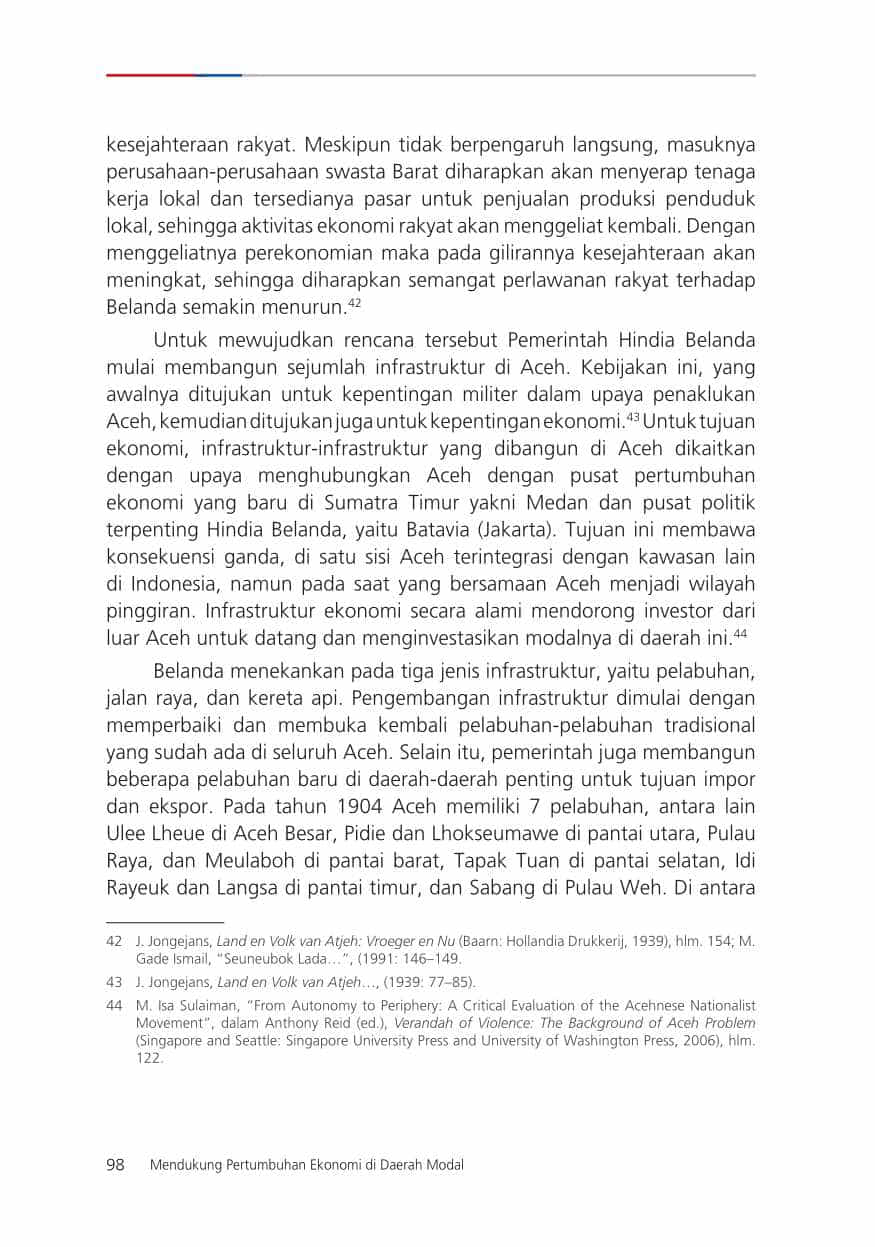 kesejahteraan rakyat. Meskipun tidak berpengaruh langsung, masuknya
perusahaan-perusahaan swasta Barat diharapkan akan menyerap tenaga
kerja lokal dan tersedianya pasar untuk penjualan produksi penduduk
lokal, sehingga aktivitas ekonomi rakyat akan menggeliat kembali. Dengan
menggeliatnya perekonomian maka pada gilirannya kesejahteraan akan
meningkat, sehingga diharapkan semangat perlawanan rakyat terhadap
Belanda semakin menurun.42
Untuk mewujudkan rencana tersebut Pemerintah Hindia Belanda
mulai membangun sejumlah infrastruktur di Aceh. Kebijakan ini, yang
awalnya ditujukan untuk kepentingan militer dalam upaya penaklukan
Aceh, kemudian ditujukan juga untuk kepentingan ekonomi.43 Untuk tujuan
ekonomi, infrastruktur-infrastruktur yang dibangun di Aceh dikaitkan
dengan upaya menghubungkan Aceh dengan pusat pertumbuhan
ekonomi yang baru di Sumatra Timur yakni Medan dan pusat politik
terpenting Hindia Belanda, yaitu Batavia (Jakarta). Tujuan ini membawa
konsekuensi ganda, di satu sisi Aceh terintegrasi dengan kawasan lain
di Indonesia, namun pada saat yang bersamaan Aceh menjadi wilayah
pinggiran. Infrastruktur ekonomi secara alami mendorong investor dari
luar Aceh untuk datang dan menginvestasikan modalnya di daerah ini.44
Belanda menekankan pada tiga jenis infrastruktur, yaitu pelabuhan,
jalan raya, dan kereta api. Pengembangan infrastruktur dimulai dengan
memperbaiki dan membuka kembali pelabuhan-pelabuhan tradisional
yang sudah ada di seluruh Aceh. Selain itu, pemerintah juga membangun
beberapa pelabuhan baru di daerah-daerah penting untuk tujuan impor
dan ekspor. Pada tahun 1904 Aceh memiliki 7 pelabuhan, antara lain
Ulee Lheue di Aceh Besar, Pidie dan Lhokseumawe di pantai utara, Pulau
Raya, dan Meulaboh di pantai barat, Tapak Tuan di pantai selatan, Idi
Rayeuk dan Langsa di pantai timur, dan Sabang di Pulau Weh. Di antara
42 J. Jongejans, Land en Volk van Atjeh: Vroeger en Nu (Baarn: Hollandia Drukkerij, 1939), hlm. 154; M.
Gade Ismail, “Seuneubok Lada…”, (1991: 146–149.
43 J. Jongejans, Land en Volk van Atjeh…, (1939: 77–85).
44 M. Isa Sulaiman, “From Autonomy to Periphery: A Critical Evaluation of the Acehnese Nationalist
Movement”, dalam Anthony Reid (ed.), Verandah of Violence: The Background of Aceh Problem
(Singapore and Seattle: Singapore University Press and University of Washington Press, 2006), hlm.
122.
98 Mendukung Pertumbuhan Ekonomi di Daerah Modal